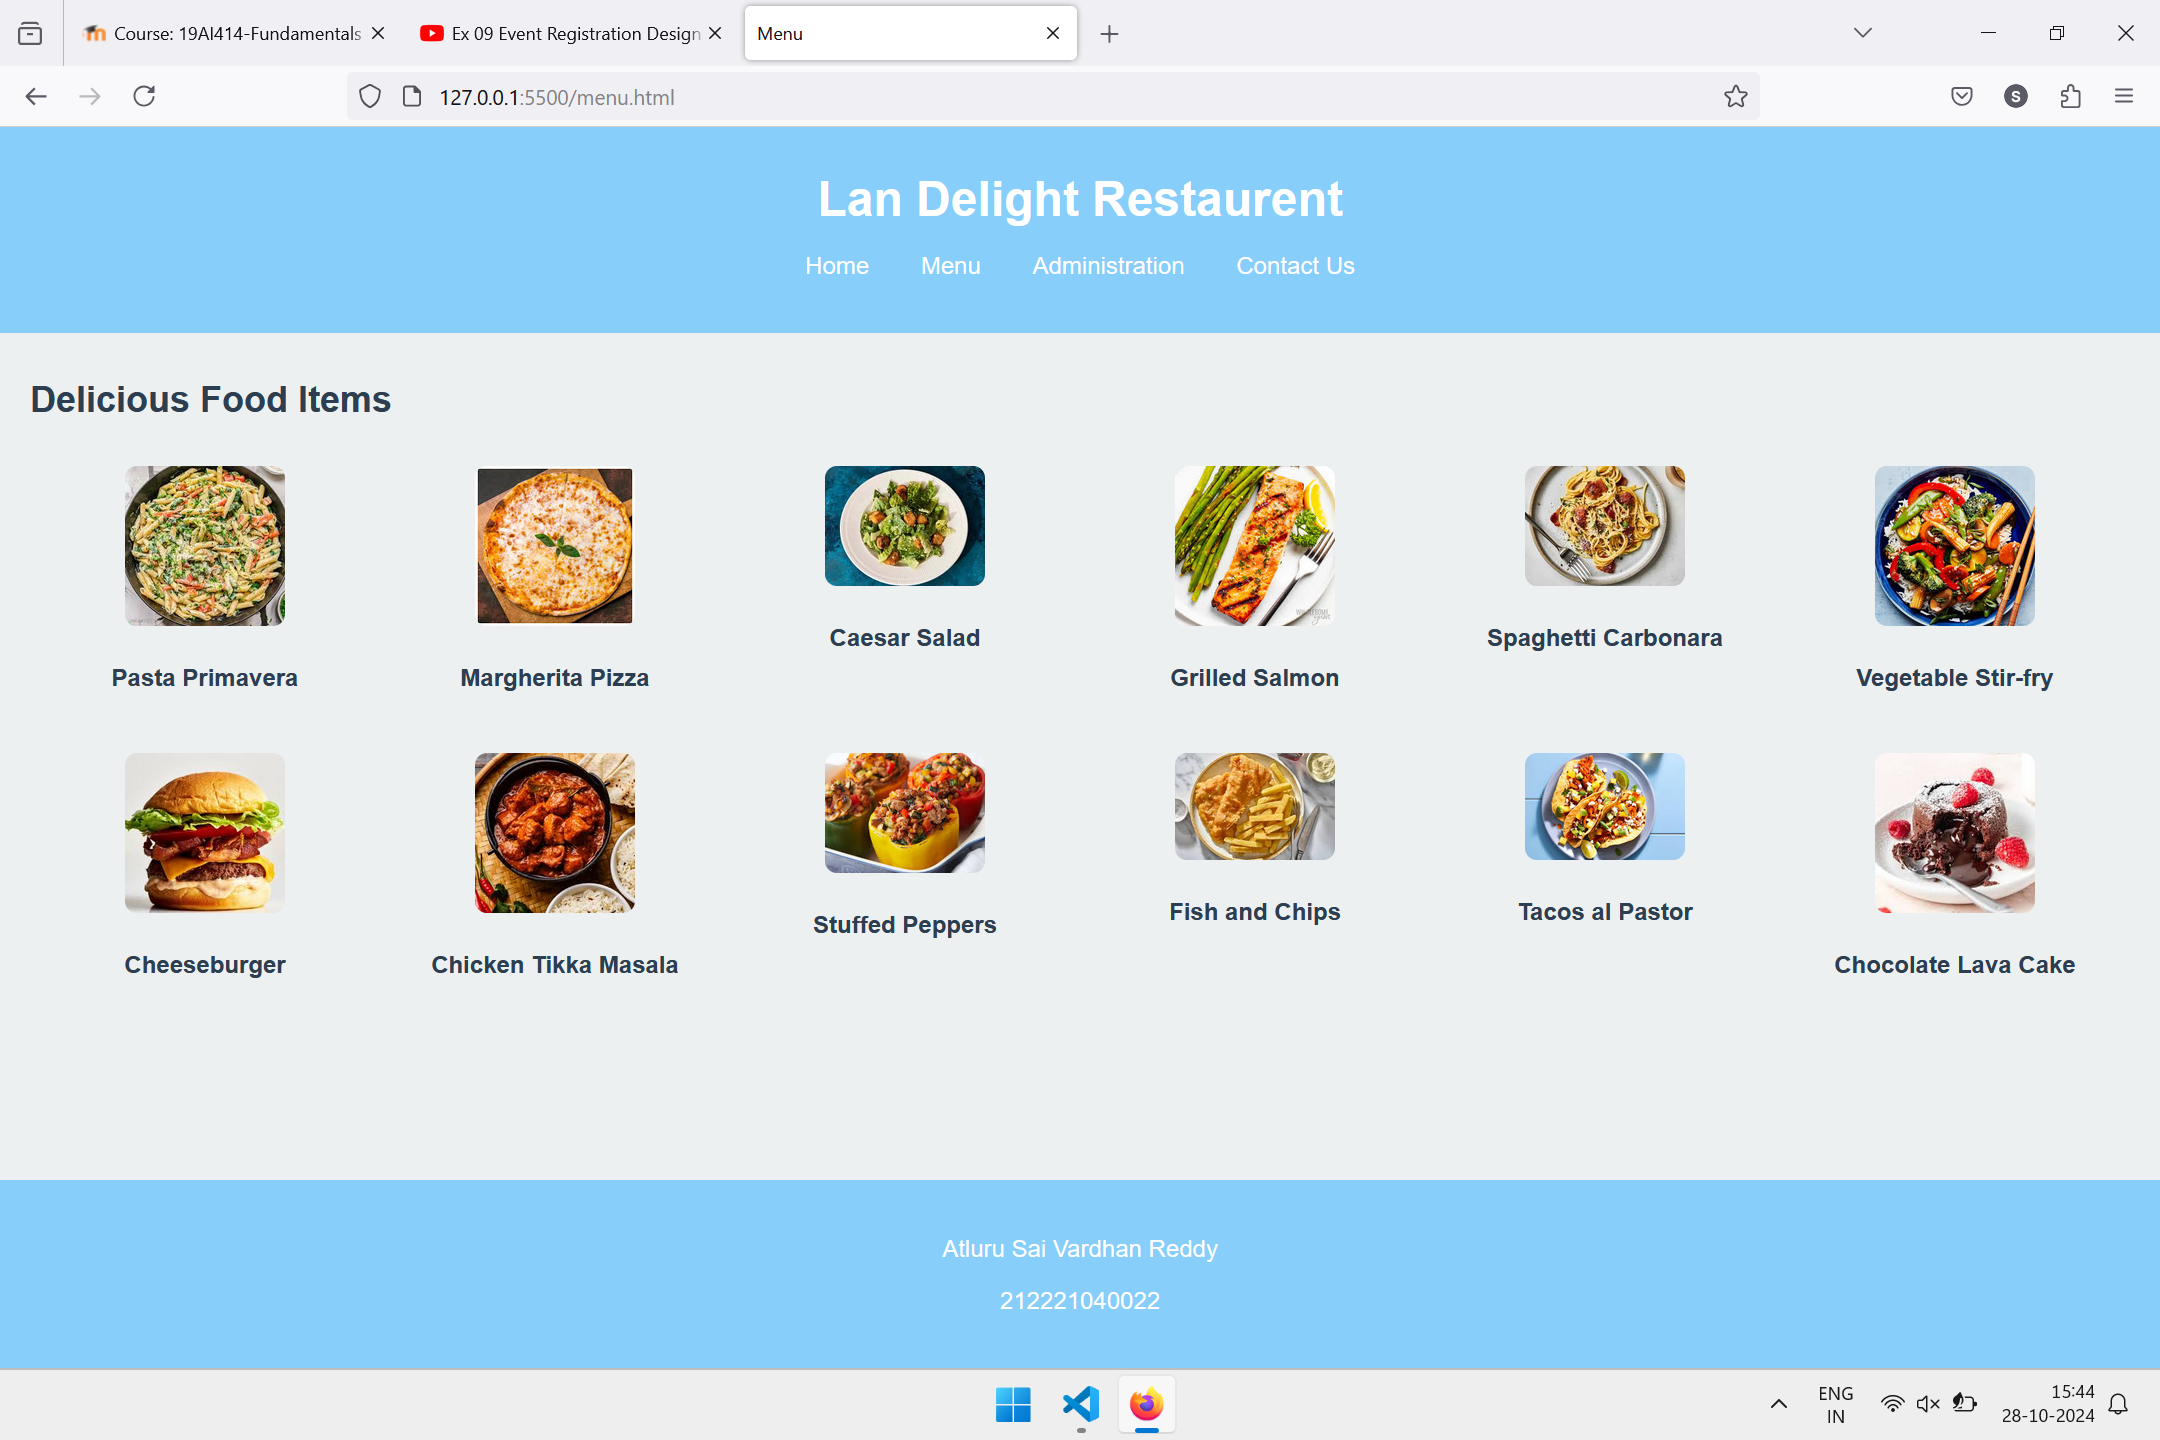 Course: 19AI414-Fundamentals
Ex 09 Event Registration Design
Menu
127.0.0.1:5500/menu.html
S
Lan Delight Restaurent
Home Menu Administration Contact Us
Delicious Food Items
Caesar Salad Spaghetti Carbonara
Pasta Primavera Margherita Pizza Grilled Salmon Vegetable Stir-fry
Stuffed Peppers Fish and Chips Tacos al Pastor
Cheeseburger Chicken Tikka Masala Chocolate Lava Cake
Atluru Sai Vardhan Reddy
212221040022
ENG
IN
15:44
28-10-2024